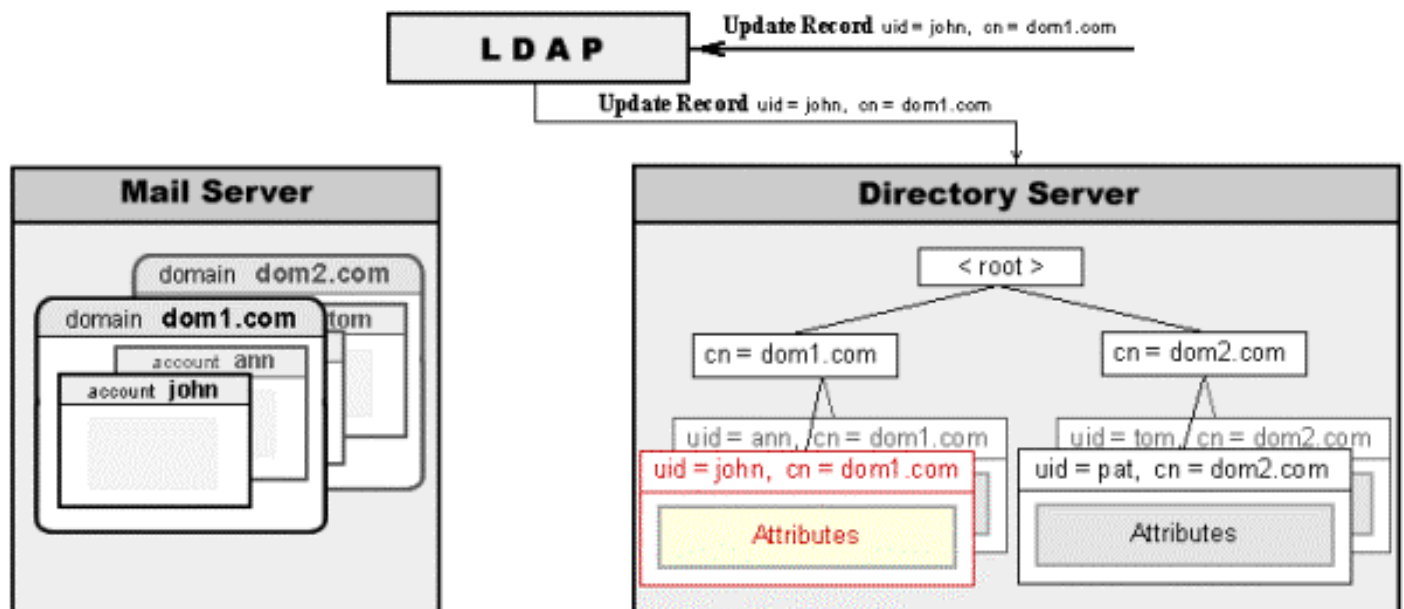 Update Record uid = john, cn = dom1.com
L D A P
Update Record uid = john, cn = dom1.com
Mail Server
domain dom2.com
domain dom1.com
tom
account ann
account john
Directory Server
< root >
cn = dom1.com
cn = dom2.com
uid = ann, cn = dom1.com
uid = tom, cn = dom2.com
uid = john, cn = dom1.com
uid = pat, cn = dom2.com
Attributes
Attributes